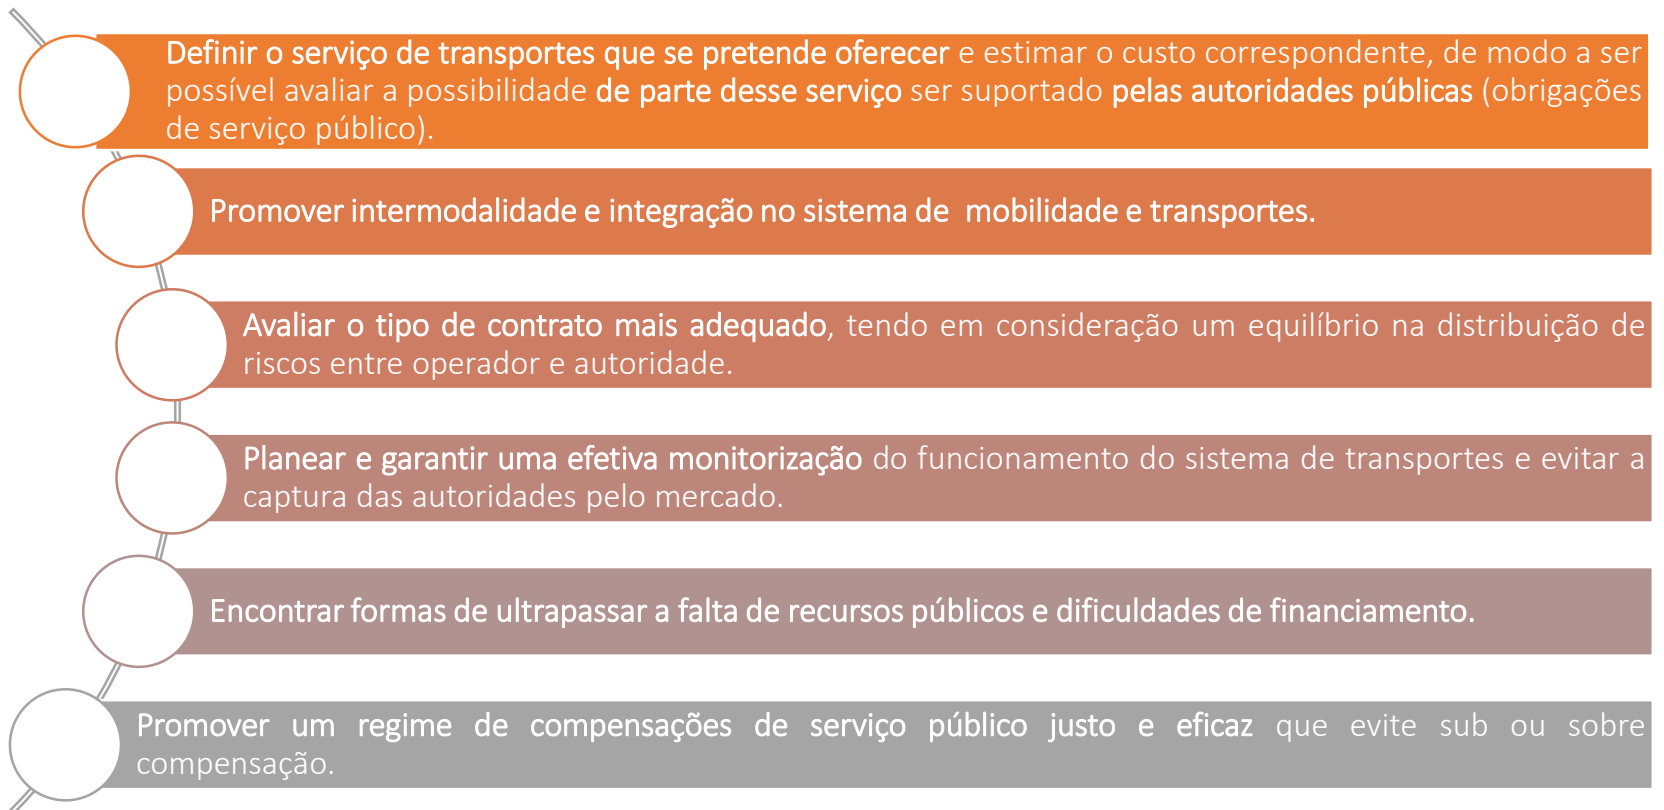 Definir o serviço de transportes que se pretende oferecer e estimar o custo correspondente, de modo a ser
possível avaliar a possibilidade de parte desse serviço ser suportado pelas autoridades públicas (obrigações
de serviço público).
Promover intermodalidade e integração no sistema de mobilidade e transportes.
Avaliar o tipo de contrato mais adequado, tendo em consideração um equilíbrio na distribuição de
riscos entre operador e autoridade.
Planear e garantir uma efetiva monitorização do funcionamento do sistema de transportes e evitar a
captura das autoridades pelo mercado.
Encontrar formas de ultrapassar a falta de recursos públicos e dificuldades de financiamento.
Promover um regime de compensações de serviço público justo e eficaz que evite sub ou sobre
compensação.